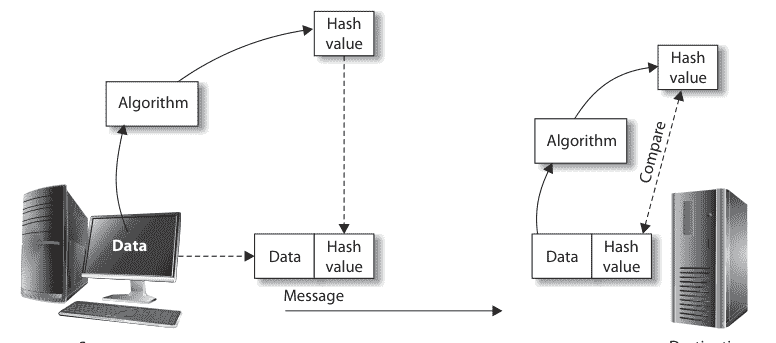 Hash
value
Algorithm
Hash
value
Algorithm
Compare
Data
Data
Hash
value
Data
Hash
value
Message